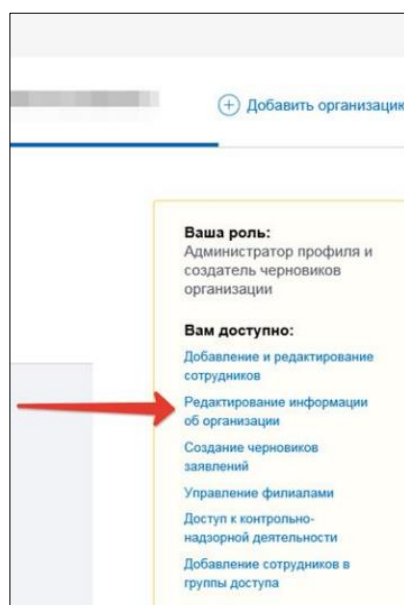 Добавить организацию
Ваша роль:
Администратор профиля и
создатель черновиков
организации
Вам доступно:
Добавление и редактирование
сотрудников
Редактирование информации
об организации
Создание черновиков
заявлений
Управление филиалами
Доступ к контрольно-
надзорной деятельности
Добавление сотрудников в
группы доступа